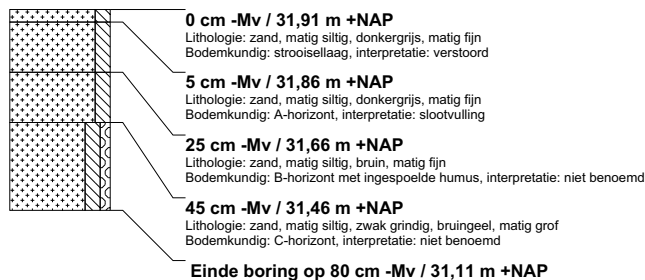 0 cm -Mv / 31,91 m +NAP
Lithologie: zand, matig siltig, donkergrijs, matig fijn
Bodemkundig: strooisellaag, interpretatie: verstoord
5 cm -Mv / 31,86 m +NAP
Lithologie: zand, matig siltig, donkergrijs, matig fijn
Bodemkundig: A-horizont, interpretatie: slootvulling
25 cm -Mv / 31,66 m +NAP
Lithologie: zand, matig siltig, bruin, matig fijn
Bodemkundig: B-horizont met ingespoelde humus, interpretatie: niet benoemd
45 cm -Mv / 31,46 m +NAP
Lithologie: zand, matig siltig, zwak grindig, bruingeel, matig grof
Bodemkundig: C-horizont, interpretatie: niet benoemd
Einde boring op 80 cm -Mv / 31,11 m +NAP